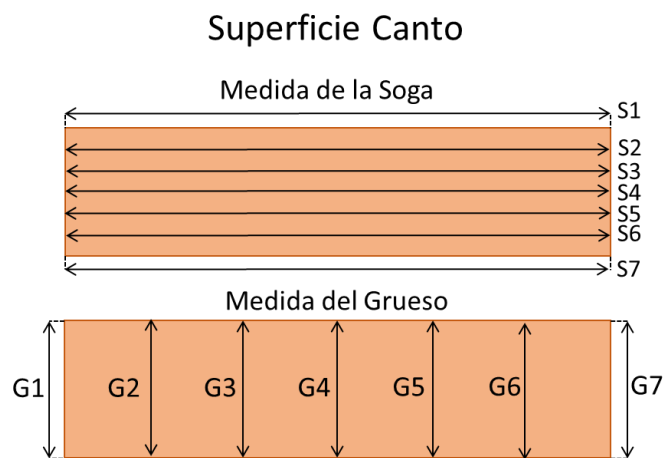 Superficie Canto
Medida de la Soga
S1
S2
S3
S4
S5
S6
S7
Medida del Grueso
G1 G2 G3 G4 G5 G6 G7